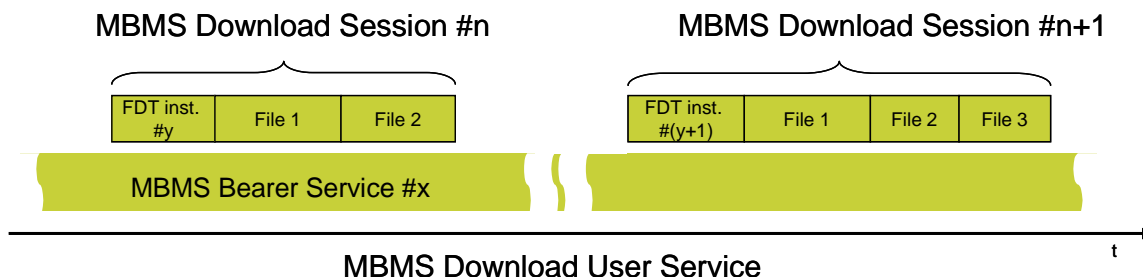 MBMS Download Session #n
MBMS Download Session #n+1
FDT inst.
#y
File 1
File 2
FDT inst.
#(y+1)
File 1
File 2
File 3
MBMS Bearer Service #x
t
MBMS Download User Service